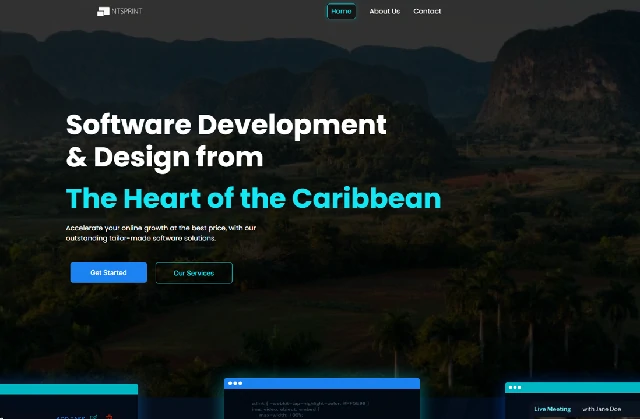 NTSPRINT
Home
About Us
Contact
Software Development
& Design from
The Heart of the Caribbean
Accelerate your online growth at the best price, with our
outstanding tailor-made software solutions.
Get Started
Our Services
Live Meeting
with Jane Doe